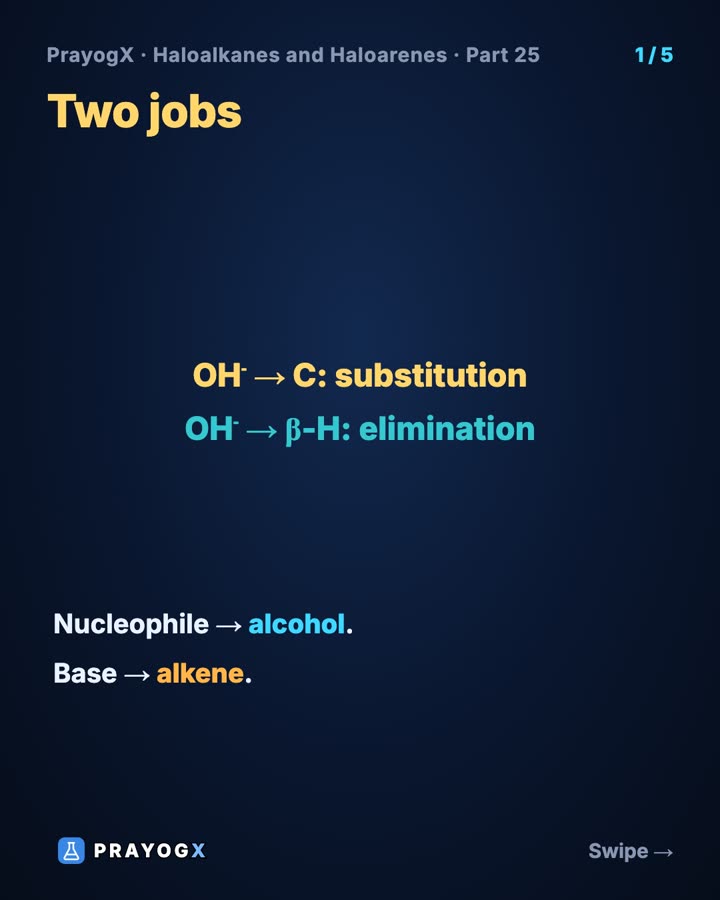 PrayogX · Haloalkanes and Haloarenes · Part 25
1/5
Two jobs
OH⁻ → C: substitution
OH⁻ → β-H: elimination
Nucleophile → alcohol.
Base → alkene.
PRAYOGX
Swipe →